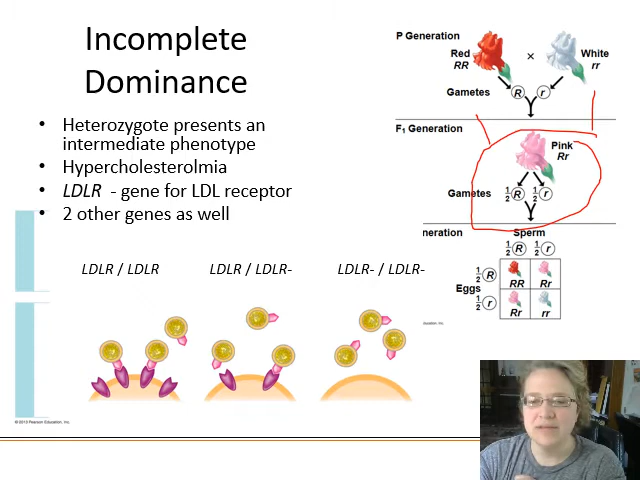 Incomplete
Dominance
• Heterozygote presents an
intermediate phenotype
• Hypercholesterolmia
• LDLR - gene for LDL receptor
• 2 other genes as well
LDLR / LDLR
LDLR / LDLR-
LDLR- / LDLR-
©2013 Pearson Education, Inc.
P Generation
Red
RR
×
White
rr
Gametes
R
r
F1 Generation
Pink
Rr
Gametes
1/2 R
1/2 r
neration
Sperm
1/2 R
1/2 r
Eggs
1/2 R
RR
Rr
1/2 r
Rr
rr
ducation, Inc.